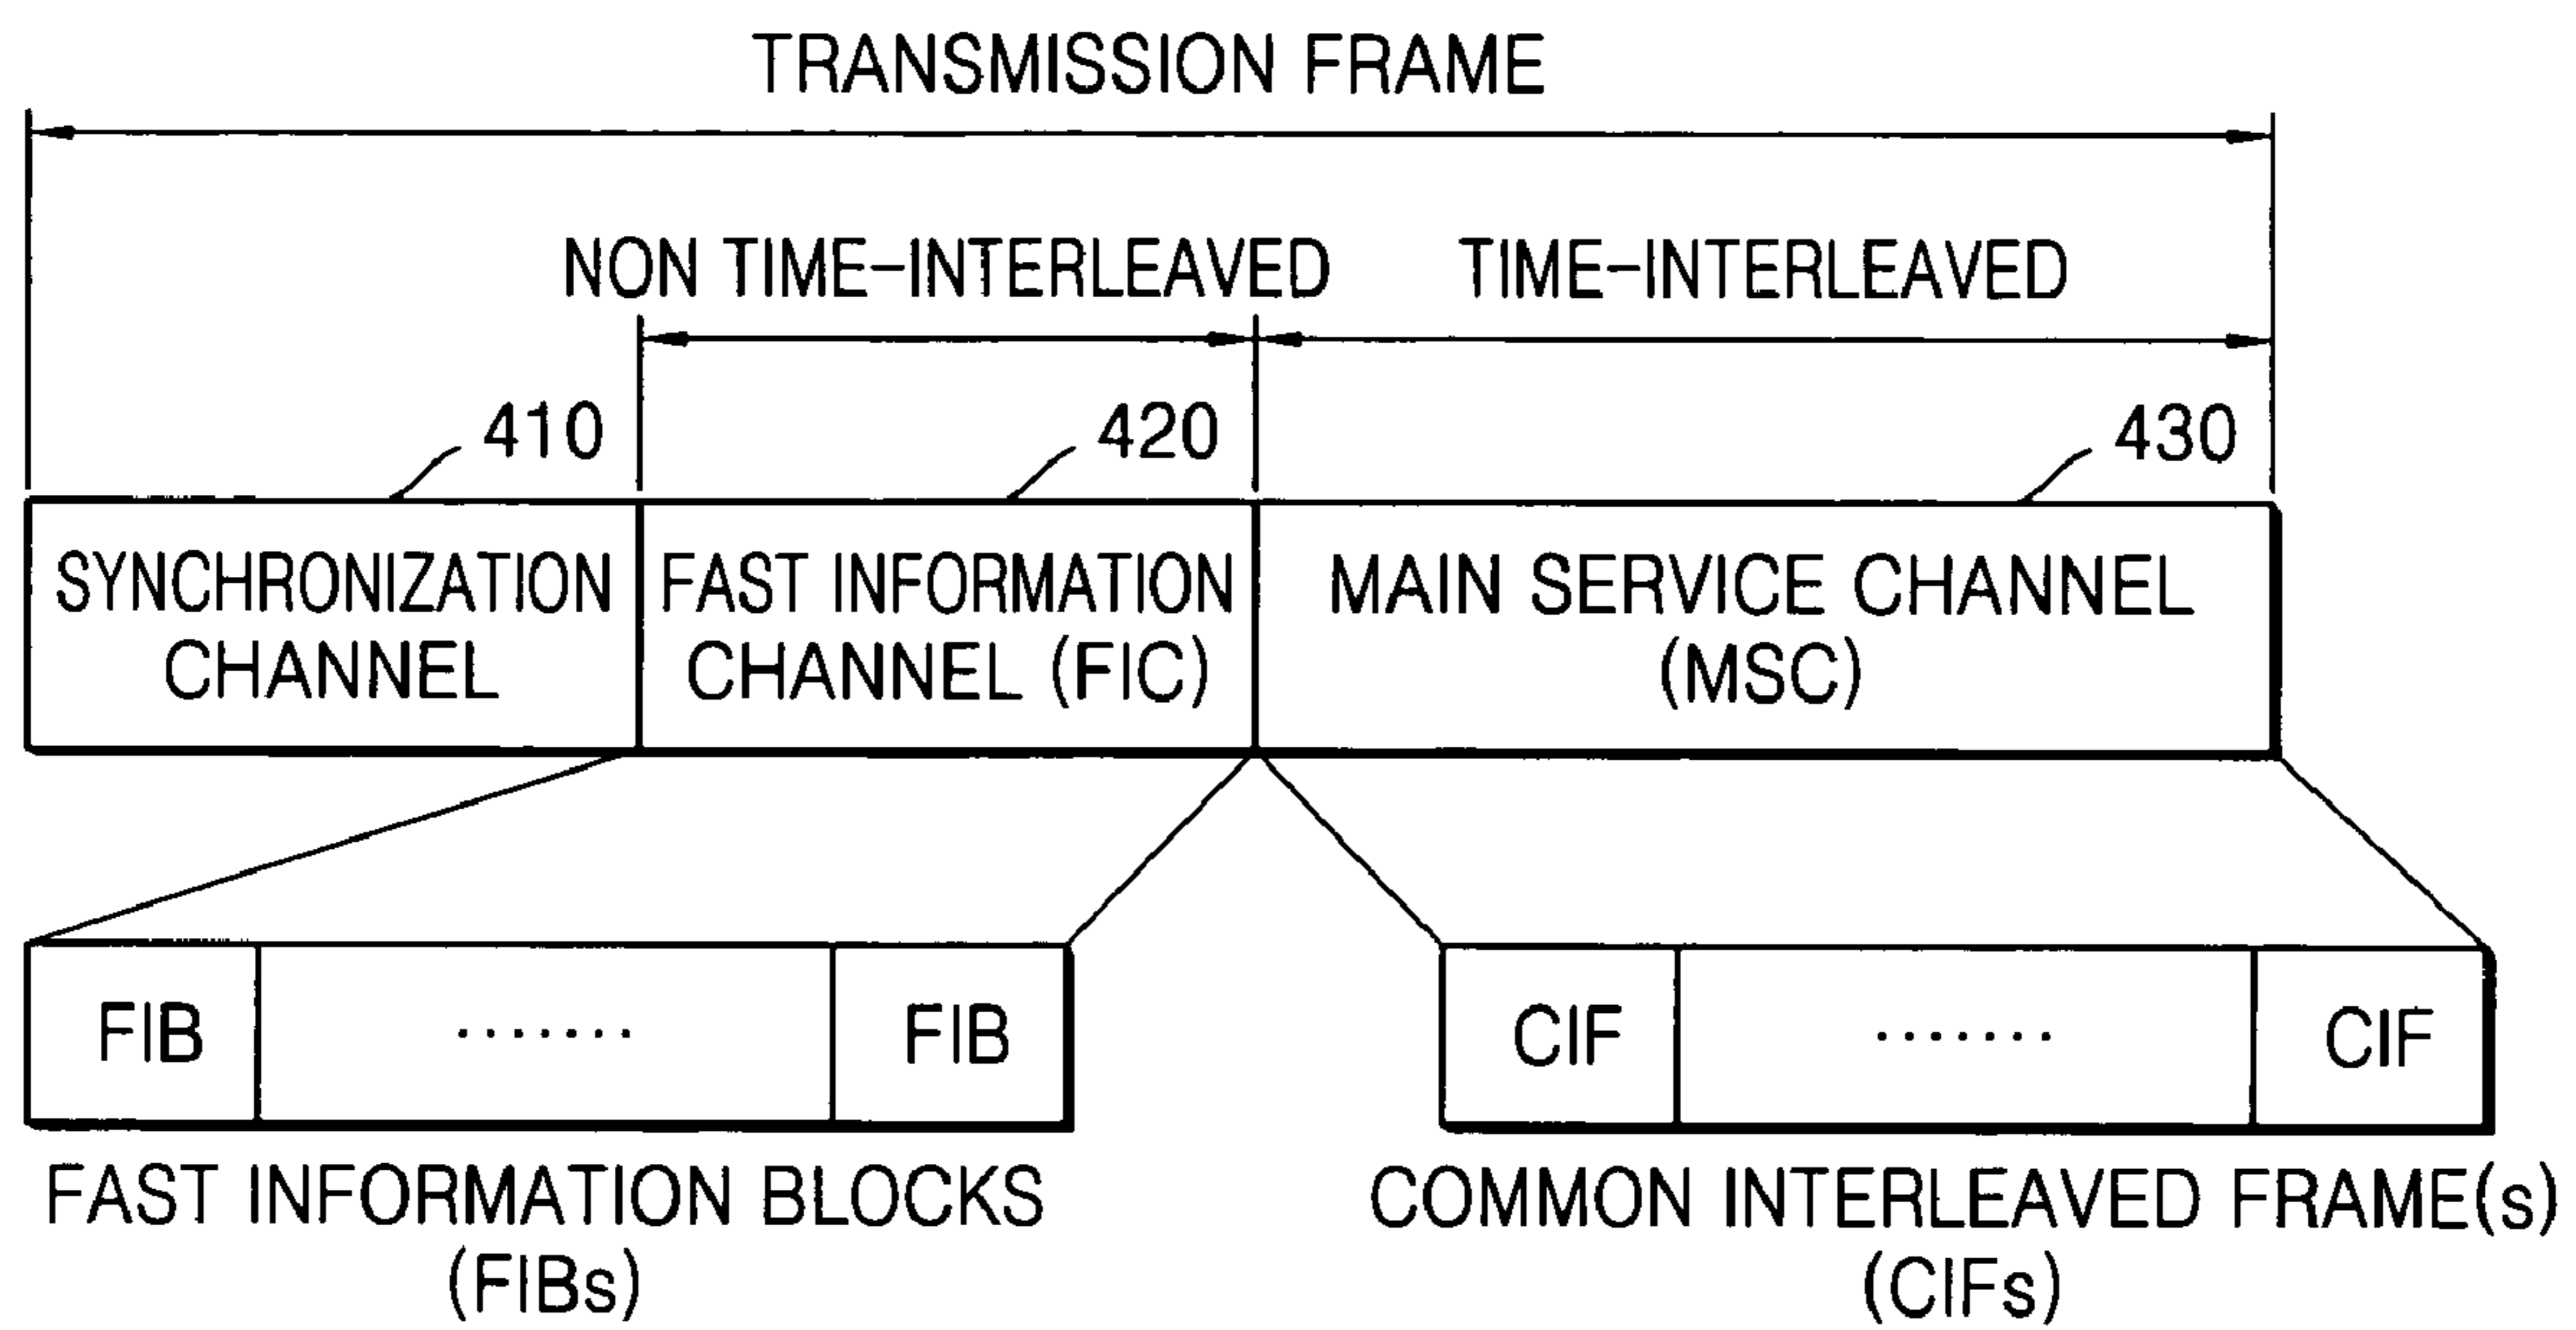 TRANSMISSION FRAME
NON TIME-INTERLEAVED TIME-INTERLEAVED
410 420 430
SYNCHRONIZATION CHANNEL
FAST INFORMATION CHANNEL (FIC)
MAIN SERVICE CHANNEL
(MSC)
FIB ....... FIB
CIF ....... CIF
FAST INFORMATION BLOCKS
(FIBs)
COMMON INTERLEAVED FRAME(s)
(CIFs)